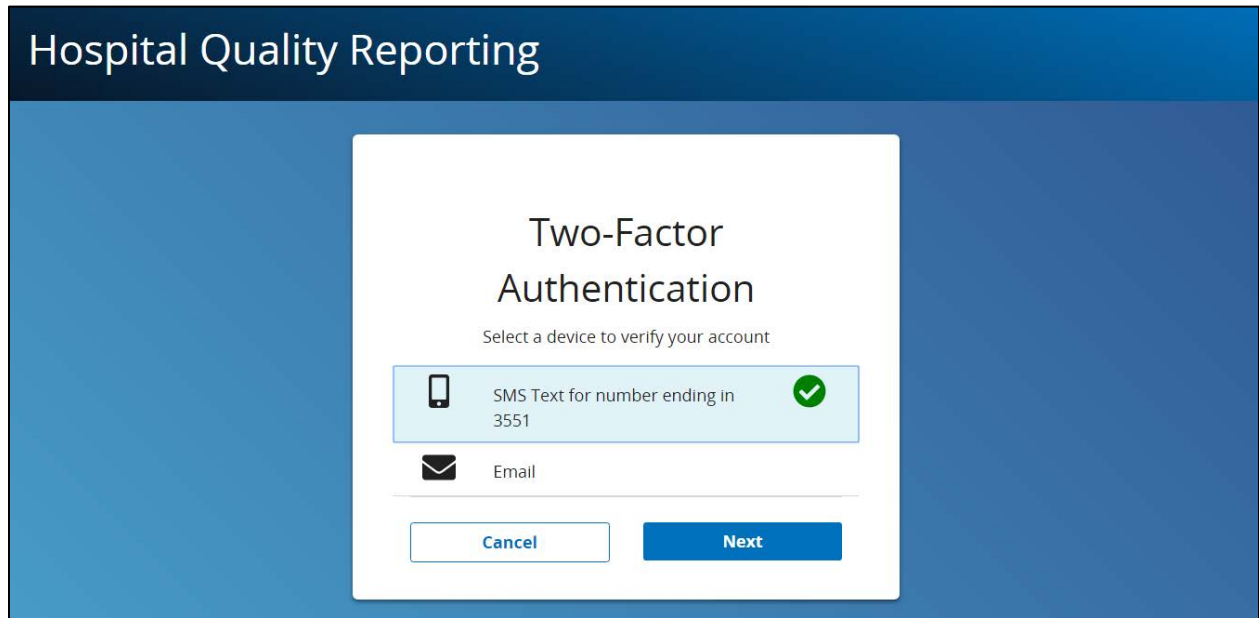 Hospital Quality Reporting
Two-Factor
Authentication
Select a device to verify your account
SMS Text for number ending in
3551
Email
Cancel
Next